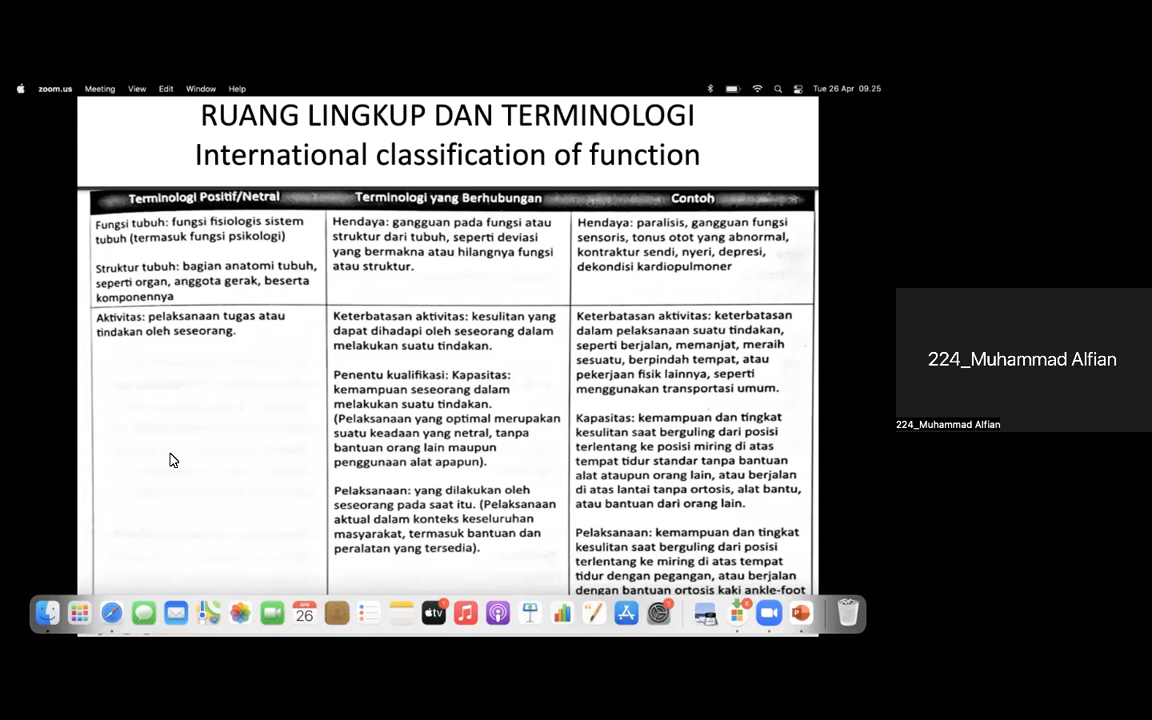 zoom.us Meeting View Edit Window Help
Tue 26 Apr 09.25
RUANG LINGKUP DAN TERMINOLOGI
International classification of function
Terminologi Positif/Netral
Terminologi yang Berhubungan
Contoh
Fungsi tubuh: fungsi fisiologis sistem
tubuh (termasuk fungsi psikologi)
Struktur tubuh: bagian anatomi tubuh,
seperti organ, anggota gerak, beserta
komponennya
Hendaya: gangguan pada fungsi atau
struktur dari tubuh, seperti deviasi
yang bermakna atau hilangnya fungsi
atau struktur.
Hendaya: paralisis, gangguan fungsi
sensoris, tonus otot yang abnormal,
kontraktur sendi, nyeri, depresi,
dekondisi kardiopulmoner
Aktivitas: pelaksanaan tugas atau
tindakan oleh seseorang.
Keterbatasan aktivitas: kesulitan yang
dapat dihadapi oleh seseorang dalam
melakukan suatu tindakan.
Penentu kualifikasi: Kapasitas:
kemampuan seseorang dalam
melakukan suatu tindakan.
(Pelaksanaan yang optimal merupakan
suatu keadaan yang netral, tanpa
bantuan orang lain maupun
penggunaan alat apapun).
Pelaksanaan: yang dilakukan oleh
seseorang pada saat itu. (Pelaksanaan
aktual dalam konteks keseluruhan
masyarakat, termasuk bantuan dan
peralatan yang tersedia).
Keterbatasan aktivitas: keterbatasan
dalam pelaksanaan suatu tindakan,
seperti berjalan, memanjat, meraih
sesuatu, berpindah tempat, atau
pekerjaan fisik lainnya, seperti
menggunakan transportasi umum.
Kapasitas: kemampuan dan tingkat
kesulitan saat berguling dari posisi
terlentang ke posisi miring di atas
tempat tidur standar tanpa bantuan
alat ataupun orang lain, atau berjalan
di atas lantai tanpa ortosis, alat bantu,
atau bantuan dari orang lain.
Pelaksanaan: kemampuan dan tingkat
kesulitan saat berguling dari posisi
terlentang ke miring di atas tempat
tidur dengan pegangan, atau berjalan
dengan bantuan ortosis kaki ankle-foot
224_Muhammad Alfian
224_Muhammad Alfian
26
tv